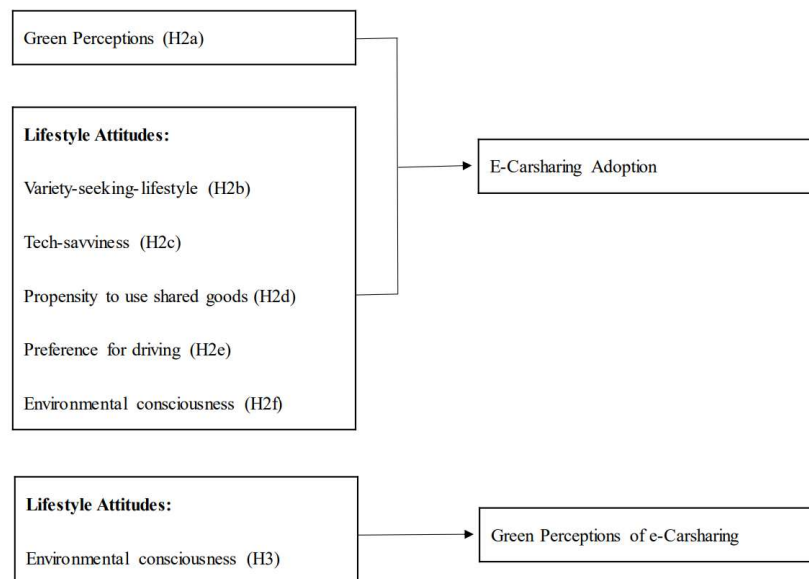 Green Perceptions (H2a)
Lifestyle Attitudes:
Variety-seeking-lifestyle (H2b)
Tech-savviness (H2c)
Propensity to use shared goods (H2d)
Preference for driving (H2e)
Environmental consciousness (H2f)
E-Carsharing Adoption
Lifestyle Attitudes:
Environmental consciousness (H3)
Green Perceptions of e-Carsharing